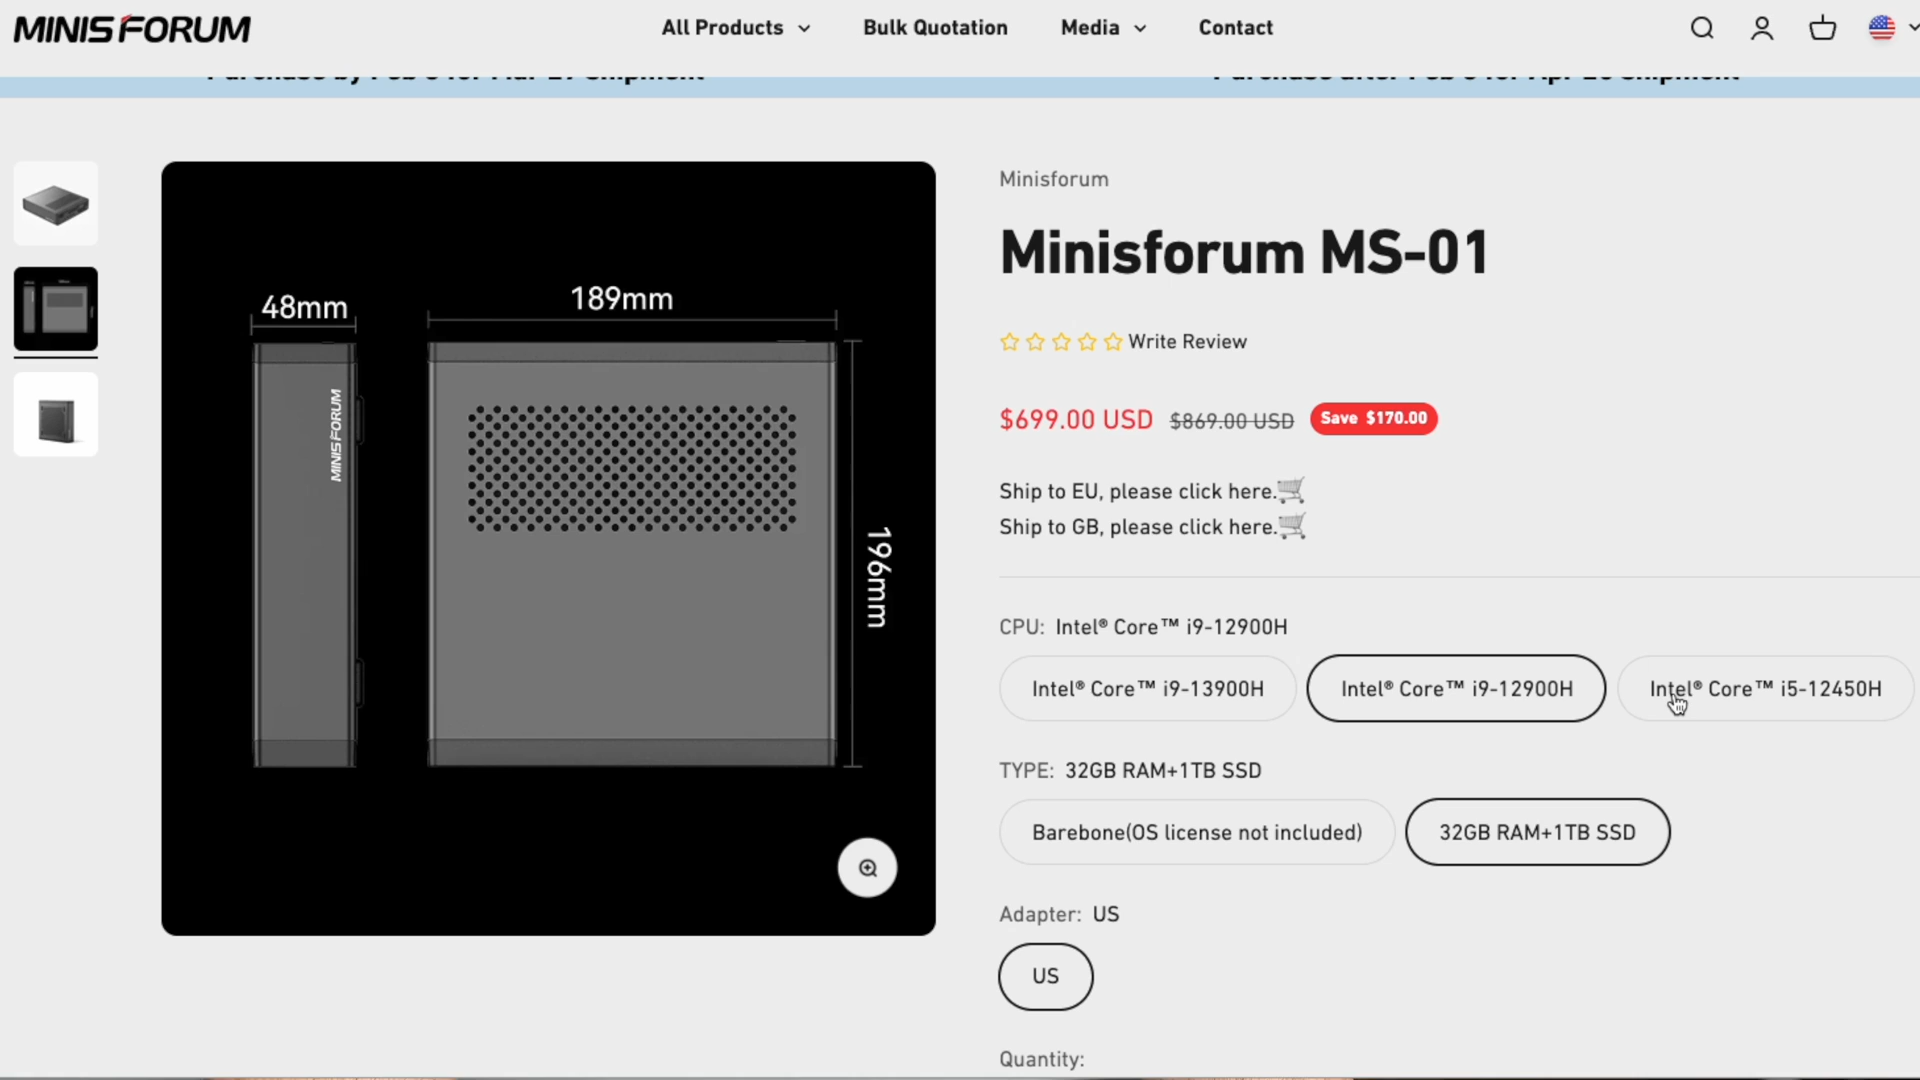 MINISFORUM
All Products
Bulk Quotation
Media
Contact
48mm
189mm
196mm
MINISFORUM
Minisforum
Minisforum MS-01
Write Review
$699.00 USD $869.00 USD Save $170.00
Ship to EU, please click here.
Ship to GB, please click here.
CPU: Intel® Core™ i9-12900H
Intel® Core™ i9-13900H
Intel® Core™ i9-12900H
Intel® Core™ i5-12450H
TYPE: 32GB RAM+1TB SSD
Barebone(OS license not included)
32GB RAM+1TB SSD
Adapter: US
US
Quantity: